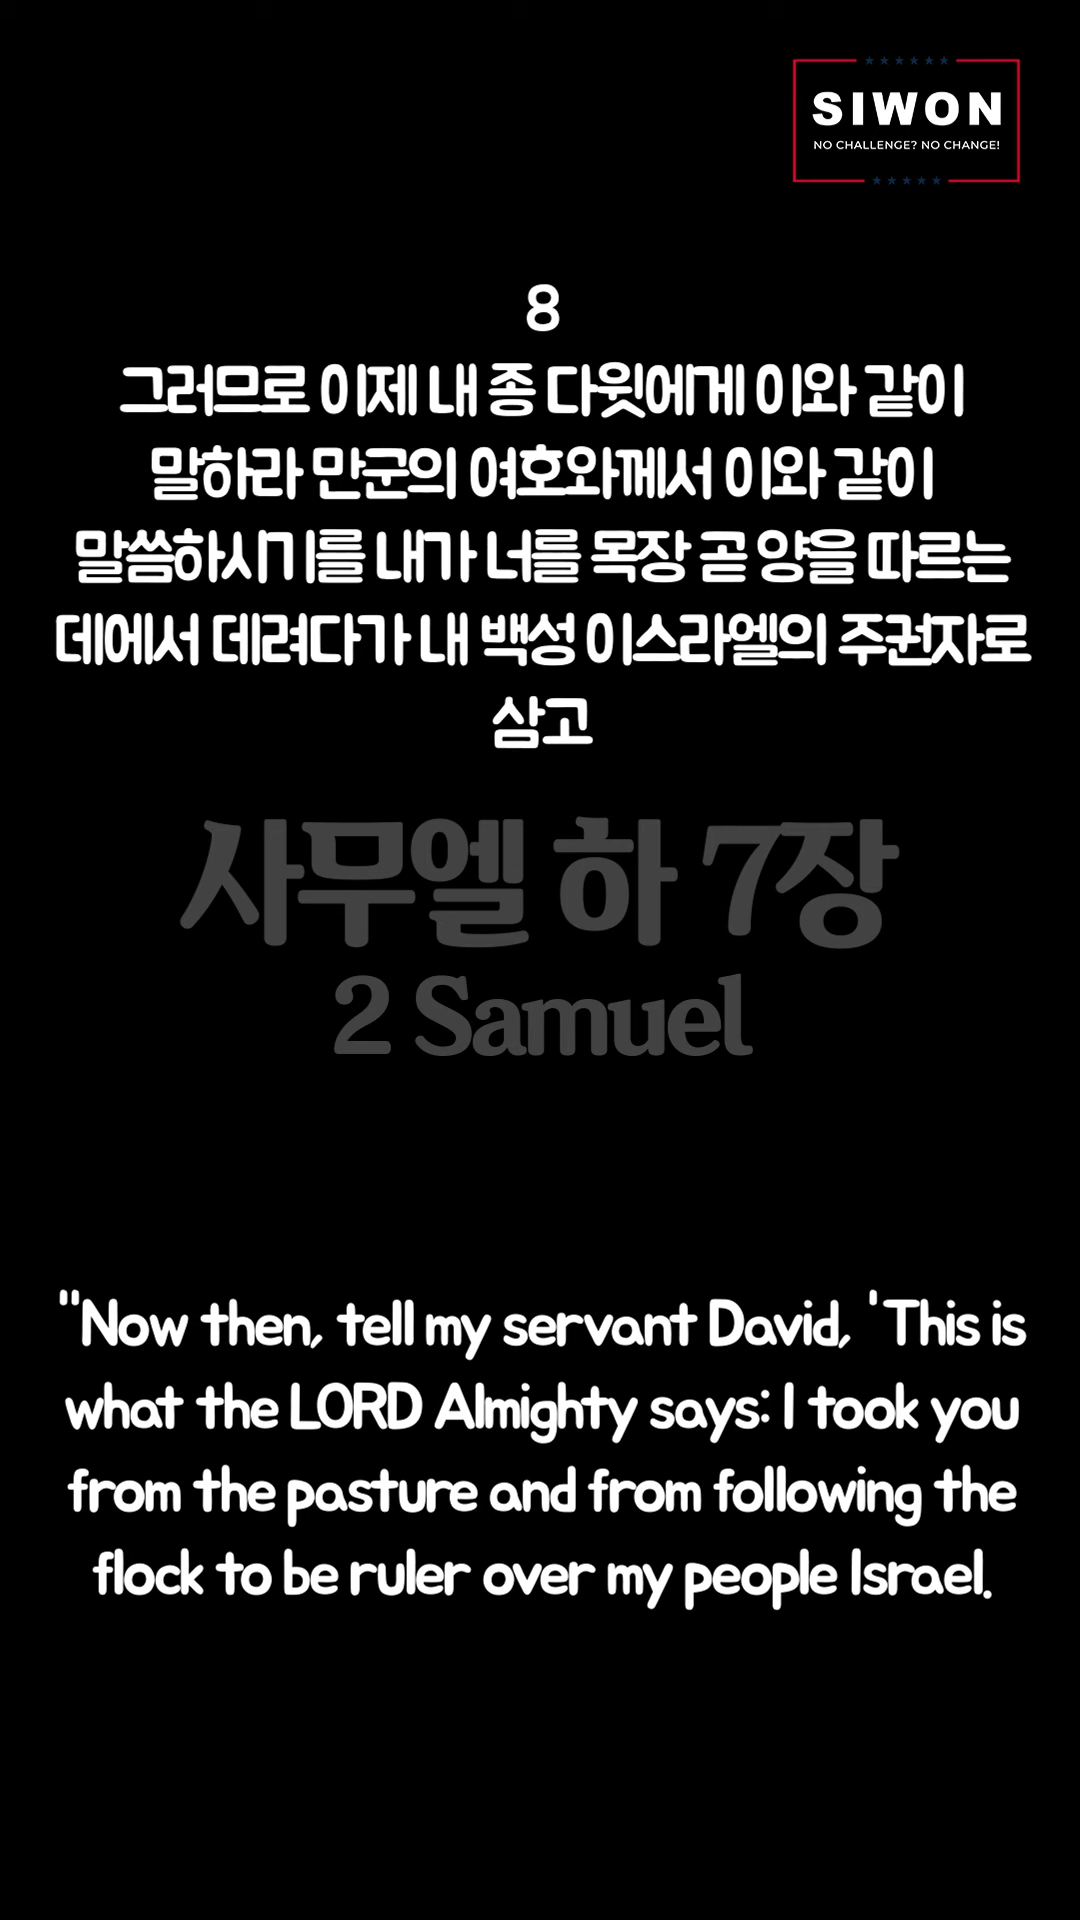 SIWON
NO CHALLENGE? NO CHANGE!
8
그러므로 이제 내 종 다윗에게 이와 같이
말하라 만군의 여호와께서 이와 같이
말씀하시기를 내가 너를 목장 곧 양을 따르는
데에서 데려다가 내 백성 이스라엘의 주권자로
삼고
사무엘 하 7장
2 Samuel
"Now then, tell my servant David, 'This is
what the LORD Almighty says: I took you
from the pasture and from following the
flock to be ruler over my people Israel.